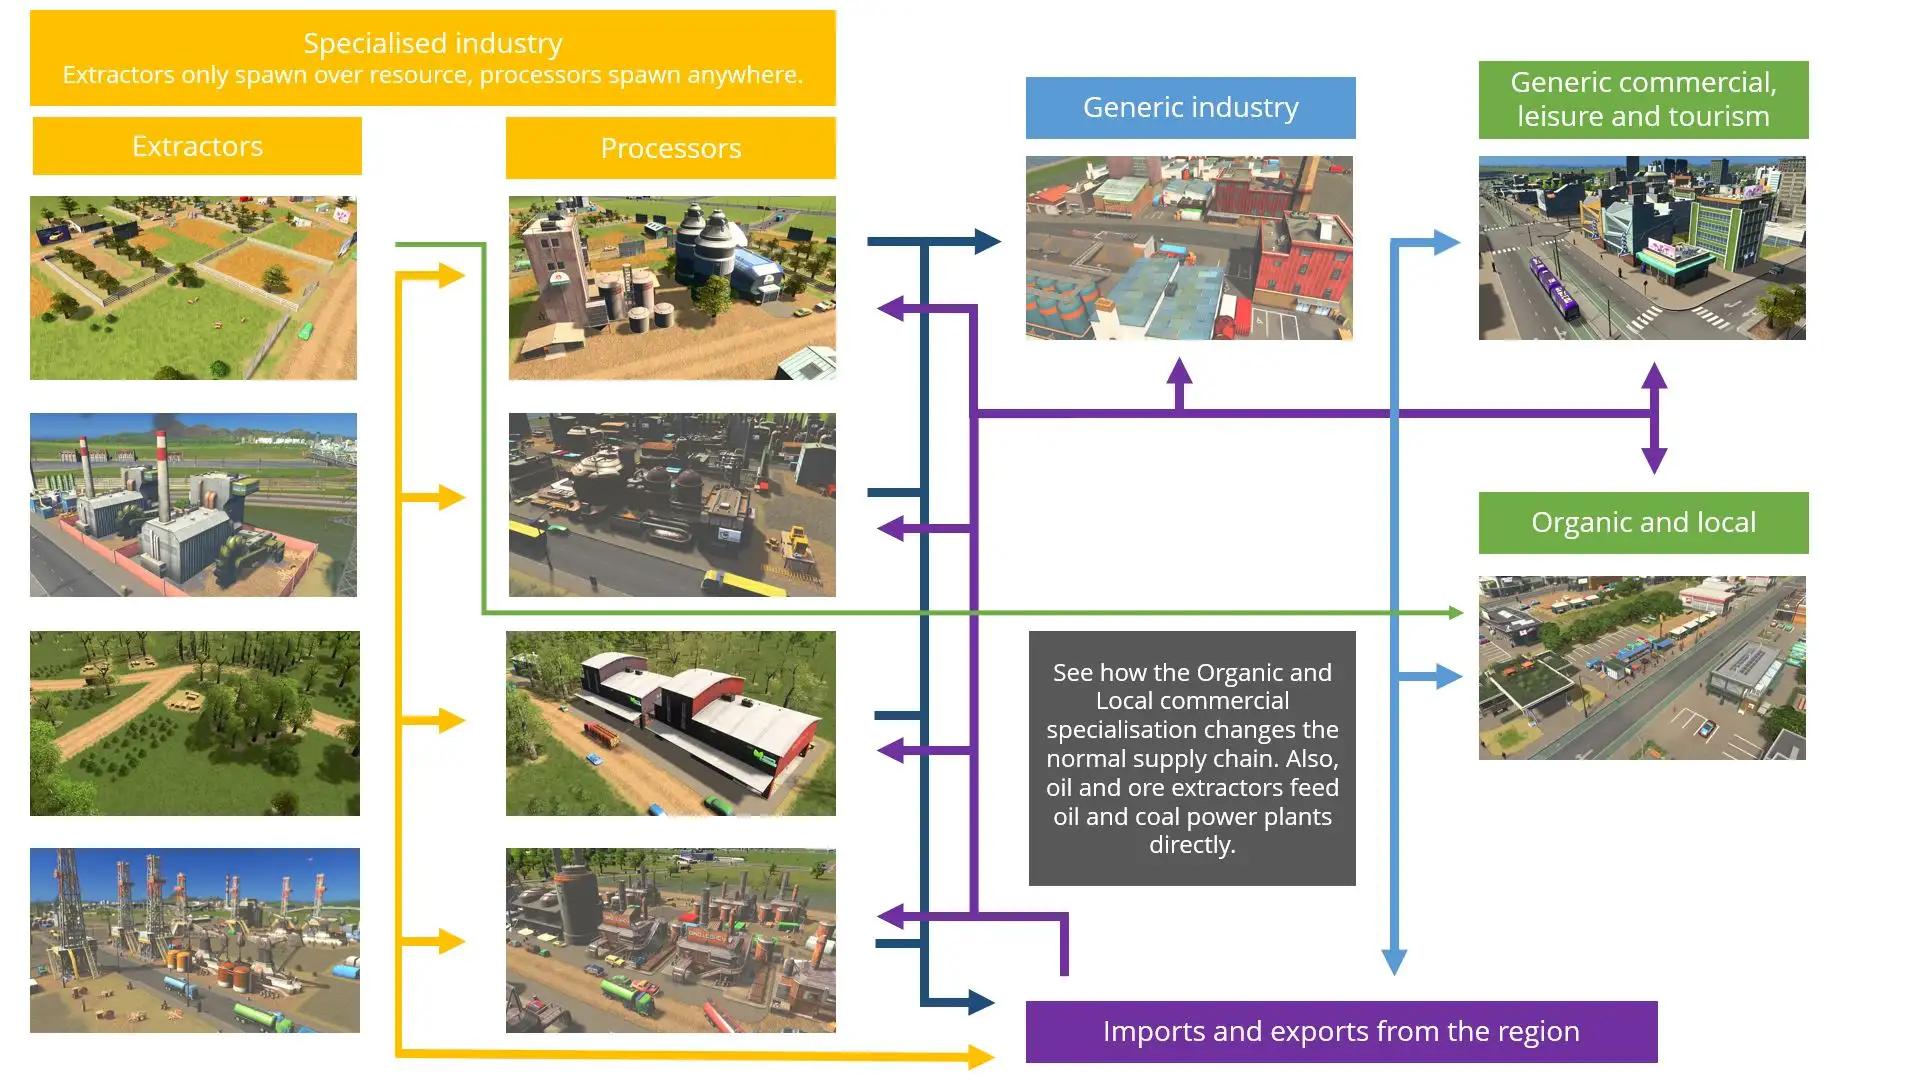 Specialised industry
Extractors only spawn over resource, processors spawn anywhere.
Extractors
Processors
Generic industry
Generic commercial,
leisure and tourism
Organic and local
See how the Organic and
Local commercial
specialisation changes the
normal supply chain. Also,
oil and ore extractors feed
oil and coal power plants
directly.
Imports and exports from the region